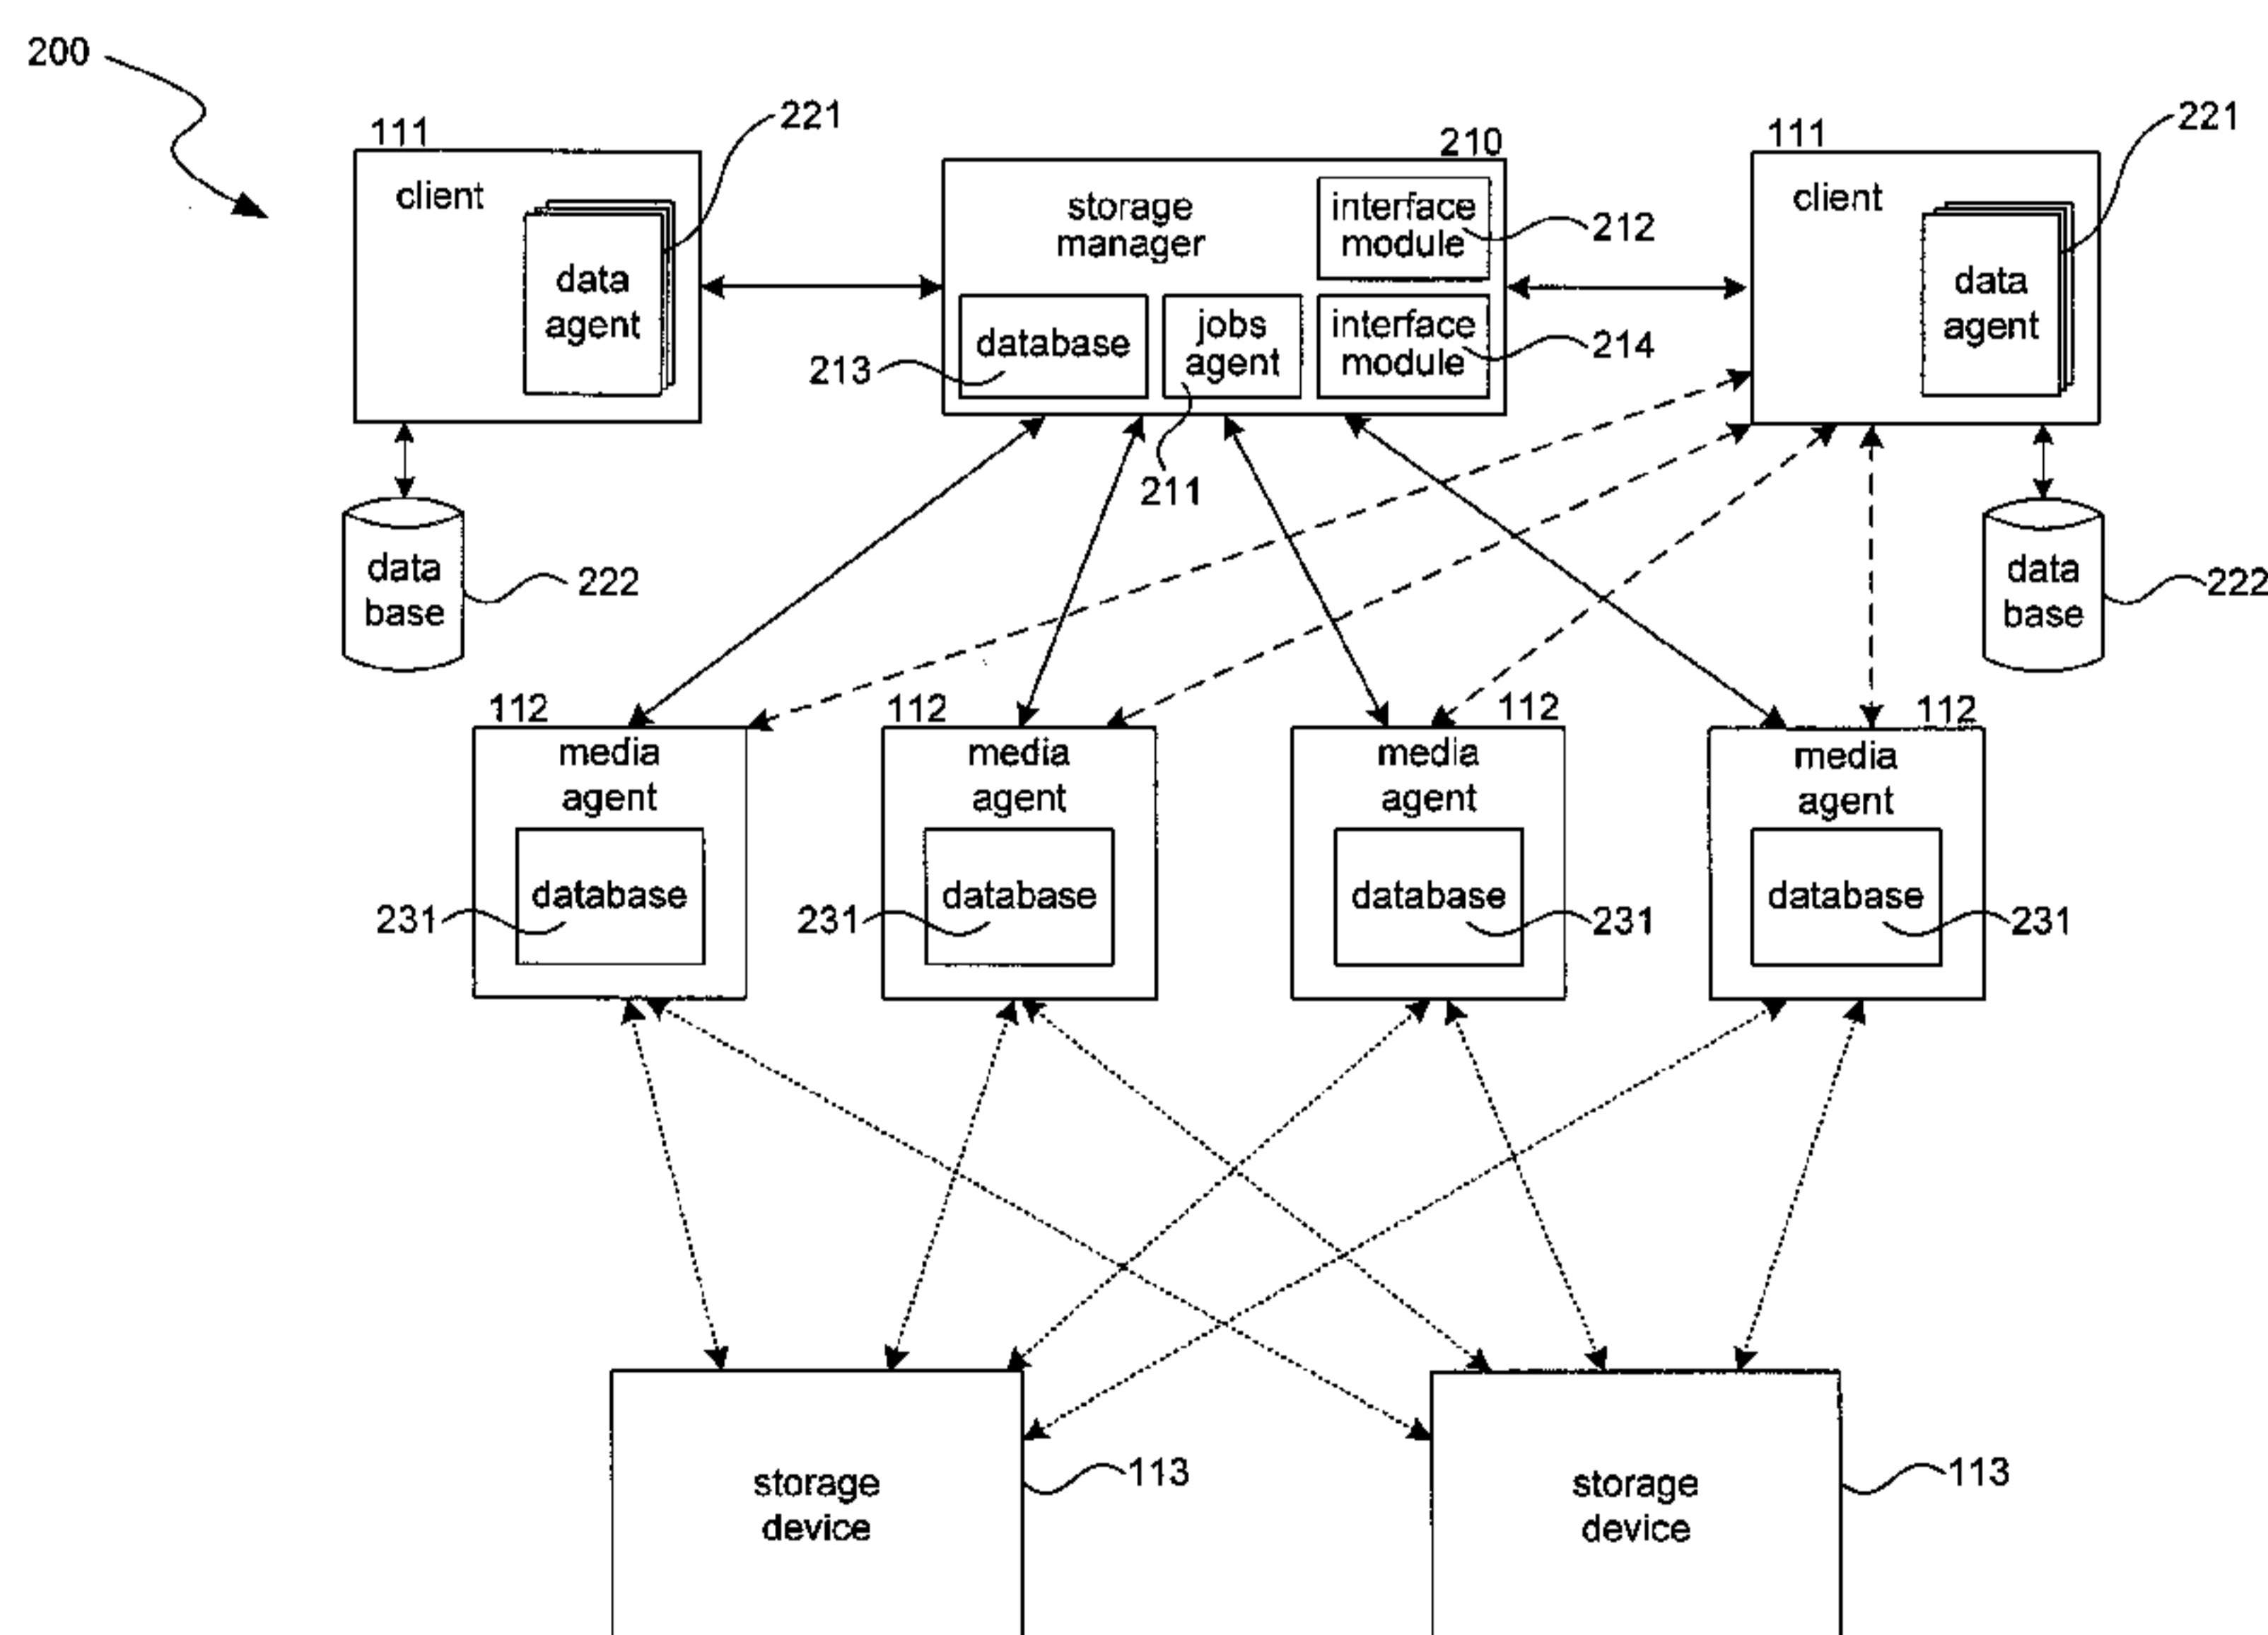 200
111
221
210
111
221
client
storage
manager
interface
module
212
client
data
agent
data
agent
database
jobs
agent
interface
module
214
213
211
data
base
222
data
base
222
112
112
112
112
media
agent
media
agent
media
agent
media
agent
database
database
database
database
231
231
231
231
storage
device
113
storage
device
113